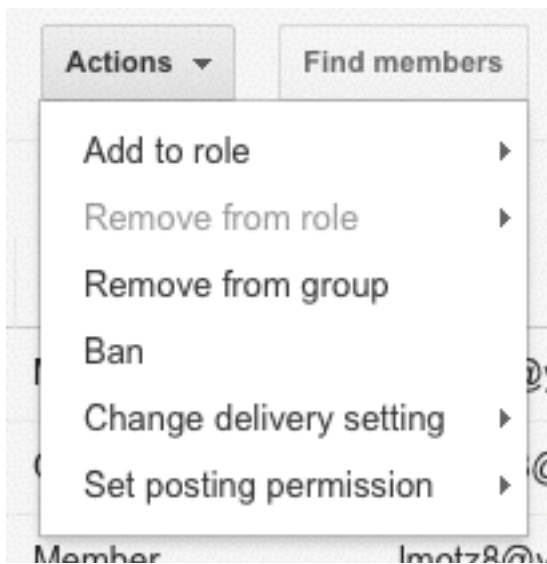 Actions Find members
Add to role
Remove from role
Remove from group
Ban
Change delivery setting
Set posting permission
Member lmotz8@